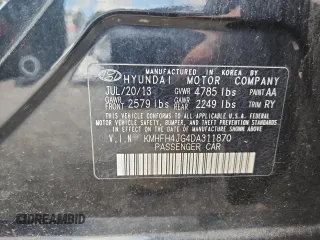 MANUFACTURED IN KOREA BY
HYUNDAI MOTOR COMPANY
JUL/20/13 GVWR 4785 lbs PAINT AA
GAWR FRONT 2579 lbs GAWR REAR 2249 lbs TRIM RY
THIS VEHICLE CONFORMS TO ALL APPLICABLE
FEDERAL MOTOR VEHICLE SAFETY, BUMPER,
AND THEFT PREVENTION STANDARDS IN EFFECT
ON THE DATE OF MANUFACTURE SHOWN ABOVE.
V.I.N KMHFH4JG4DA311870
PASSENGER CAR
AUTOBIDMASTER